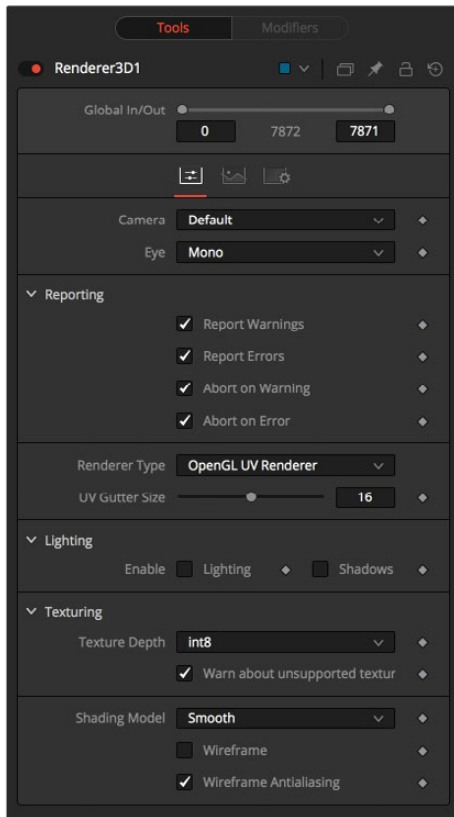 Tools Modifiers
Renderer3D1
Global In/Out
0 7872 7871
Camera Default
Eye Mono
Reporting
Report Warnings
Report Errors
Abort on Warning
Abort on Error
Renderer Type OpenGL UV Renderer
UV Gutter Size 16
Lighting
Enable Lighting Shadows
Texturing
Texture Depth int8
Warn about unsupported textur
Shading Model Smooth
Wireframe
Wireframe Antialiasing